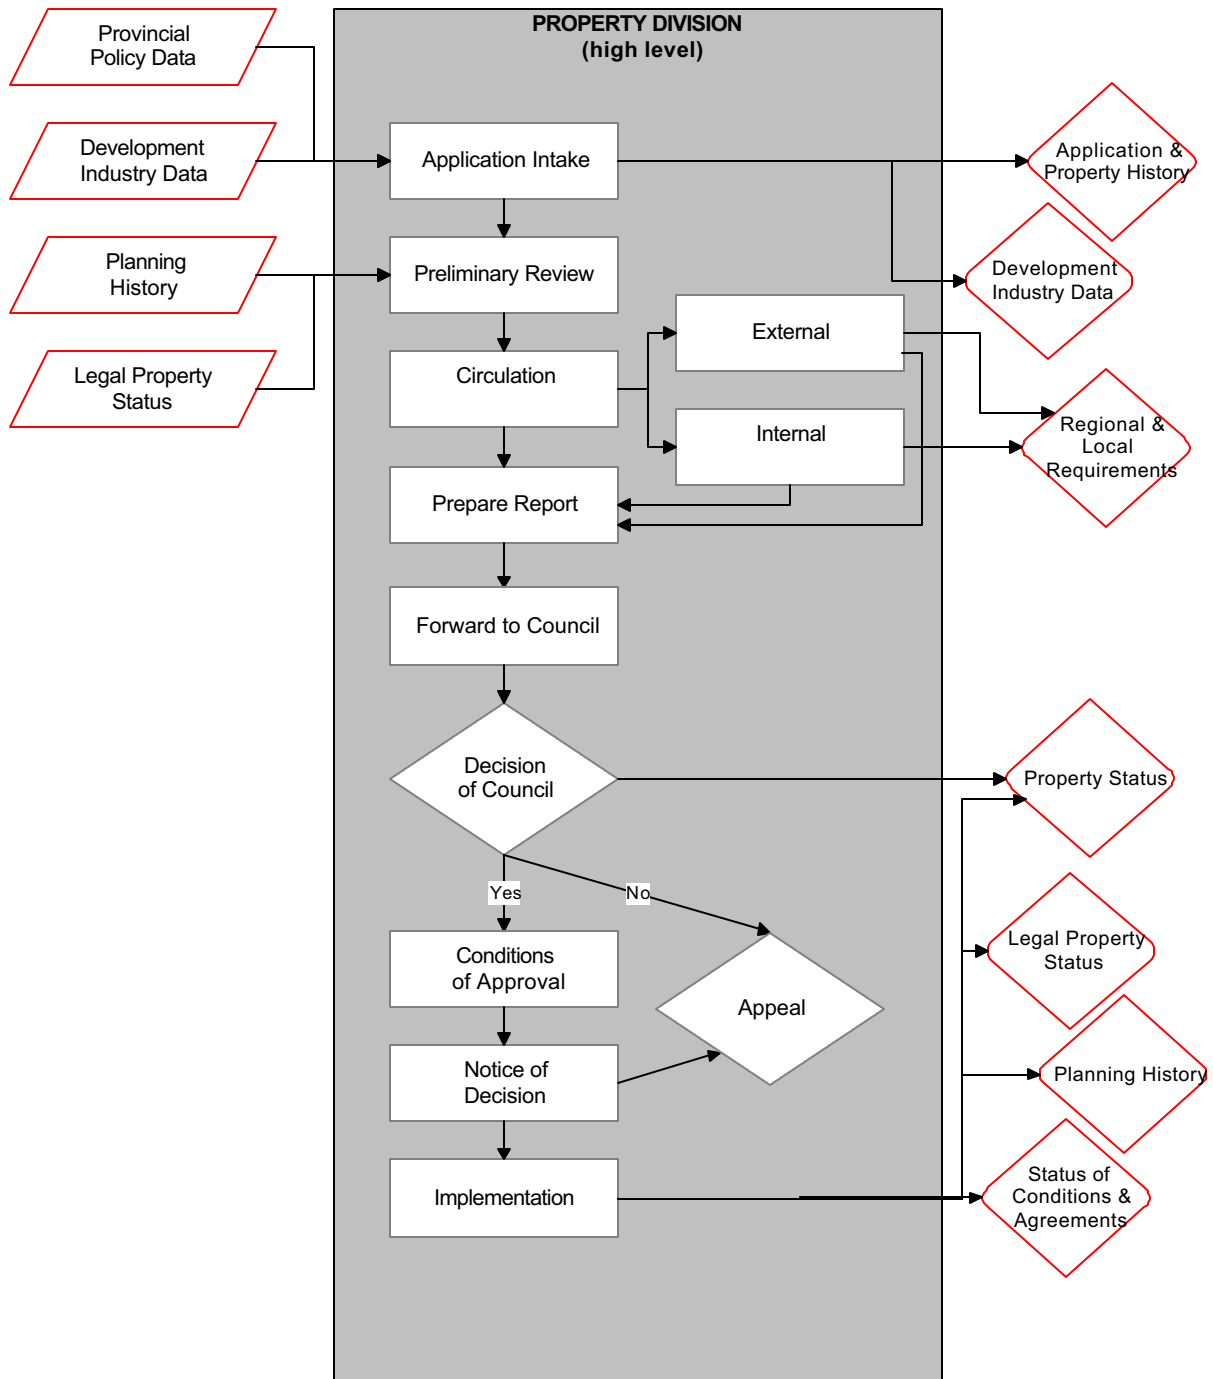 PROPERTY DIVISION
(high level)
Provincial
Policy Data
Development
Industry Data
Planning
History
Legal Property
Status
Application Intake
Preliminary Review
Circulation
External
Internal
Prepare Report
Forward to Council
Decision
of Council
Yes
No
Conditions
of Approval
Appeal
Notice of
Decision
Implementation
Application &
Property History
Development
Industry Data
Regional &
Local
Requirements
Property Status
Legal Property
Status
Planning History
Status of
Conditions &
Agreements